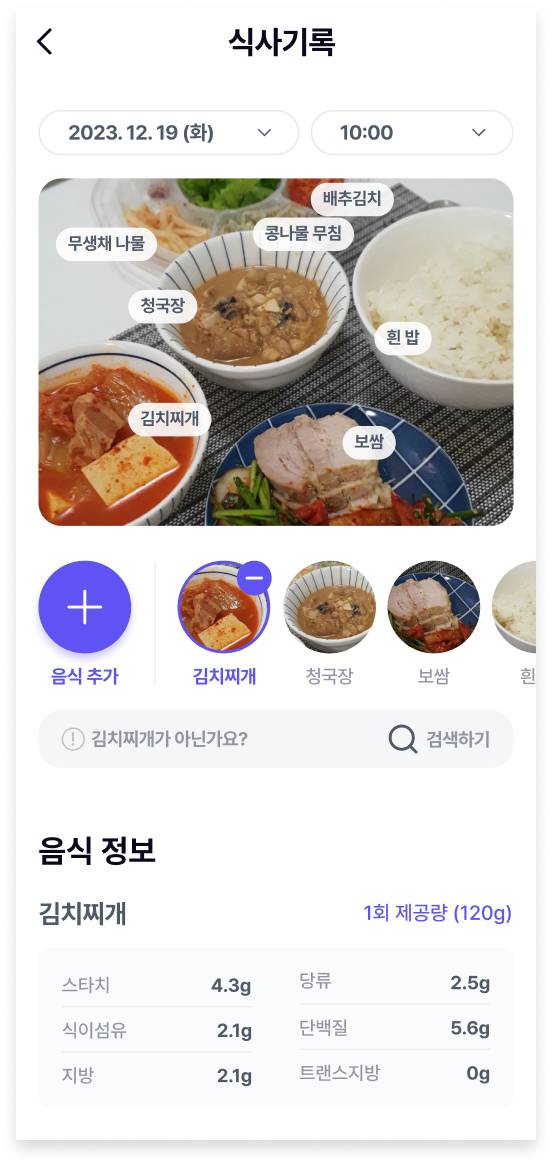 식사기록
2023. 12. 19 (화)
10:00
배추김치
콩나물 무침
무생채 나물
청국장
흰 밥
김치찌개
보쌈
음식 추가
김치찌개
청국장
보쌈
흰
김치찌개가 아닌가요?
검색하기
음식 정보
김치찌개
1회 제공량 (120g)
스타치 4.3g
당류 2.5g
식이섬유 2.1g
단백질 5.6g
지방 2.1g
트랜스지방 0g